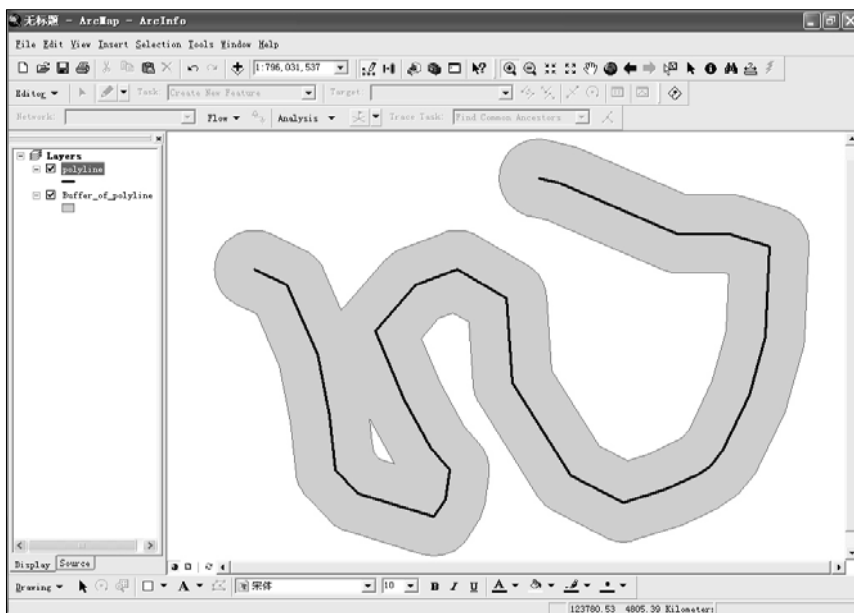 无标题 - ArcMap - ArcInfo
File Edit View Insert Selection Tools Window Help
1:796,031,537
Editor Task: Create New Feature Target:
Network: Flow Analysis Trace Task: Find Common Ancestors
Layers
polyline
Buffer_of_polyline
Display Source
Drawing A 宋体 10 B I U A
123780.53 4805.39 Kilometer